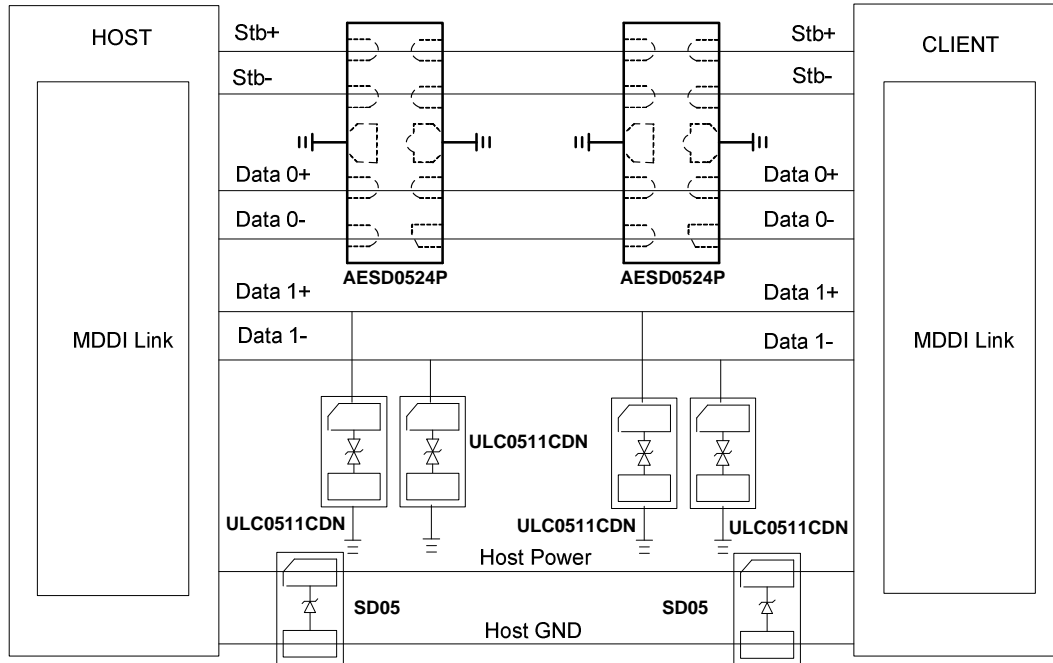 HOST
CLIENT
Stb+
Stb+
Stb-
Stb-
Data 0+
Data 0+
Data 0-
Data 0-
AESD0524P
AESD0524P
Data 1+
Data 1+
Data 1-
Data 1-
MDDI Link
MDDI Link
ULC0511CDN
ULC0511CDN
ULC0511CDN
ULC0511CDN
Host Power
SD05
SD05
Host GND